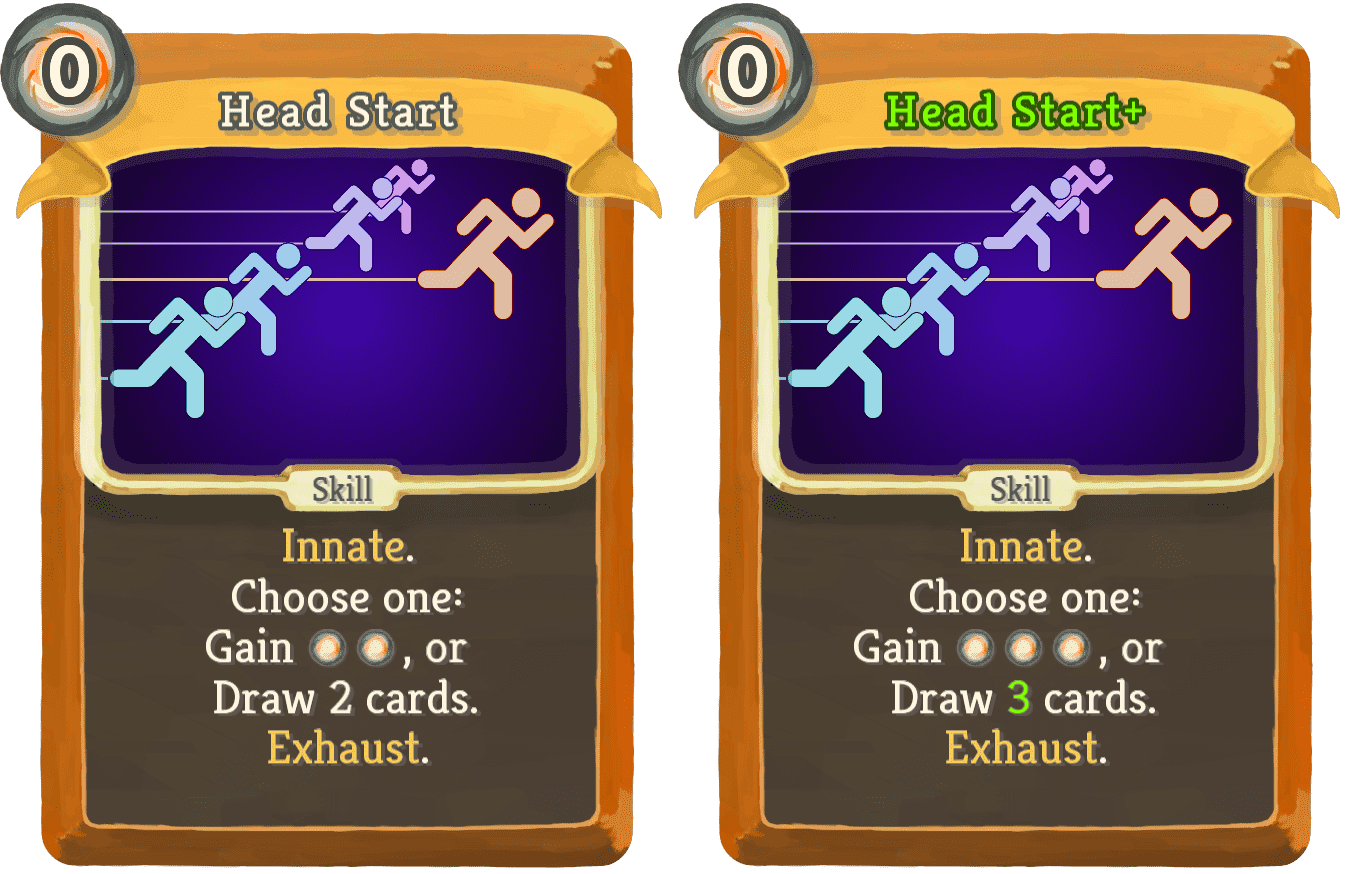 0
Head Start
Skill
Innate.
Choose one:
Gain , or
Draw 2 cards.
Exhaust.
0
Head Start+
Skill
Innate.
Choose one:
Gain , or
Draw 3 cards.
Exhaust.